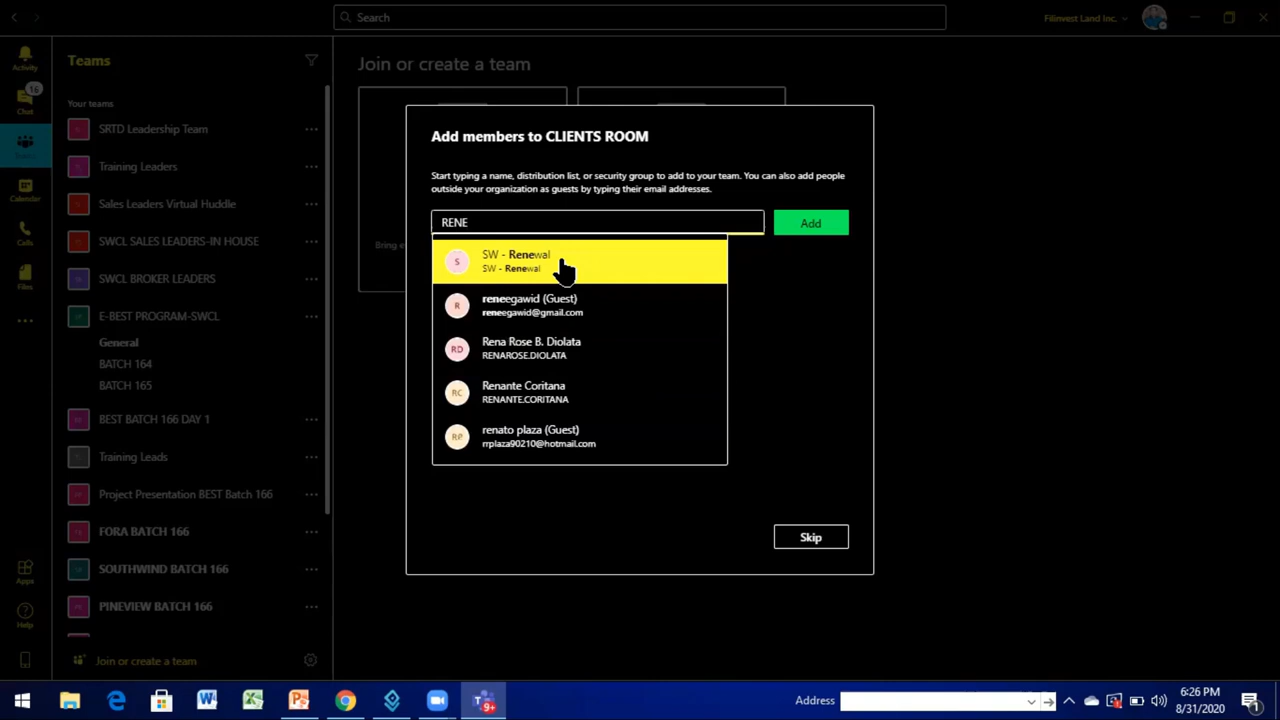 Search
Filinvest Land Inc.
Activity
16
Chat
Calendar
Calls
Files
Apps
Help
Teams
Your teams
SRTD Leadership Team
Training Leaders
Sales Leaders Virtual Huddle
SWCL SALES LEADERS-IN HOUSE
SWCL BROKER LEADERS
E-BEST PROGRAM-SWCL
General
BATCH 164
BATCH 165
BEST BATCH 166 DAY 1
Training Leads
Project Presentation BEST Batch 166
FORA BATCH 166
SOUTHWIND BATCH 166
PINEVIEW BATCH 166
Join or create a team
Join or create a team
Bring e
Add members to CLIENTS ROOM
Start typing a name, distribution list, or security group to add to your team. You can also add people
outside your organization as guests by typing their email addresses.
RENE
Add
S
SW - Renewal
SW - Renewal
R
reneegawid (Guest)
reneegawid@gmail.com
RD
Rena Rose B. Diolata
RENAROSE.DIOLATA
RC
Renante Coritana
RENANTE.CORITANA
RP
renato plaza (Guest)
rrplaza90210@hotmail.com
Skip
9+
Address
6:26 PM
8/31/2020
1